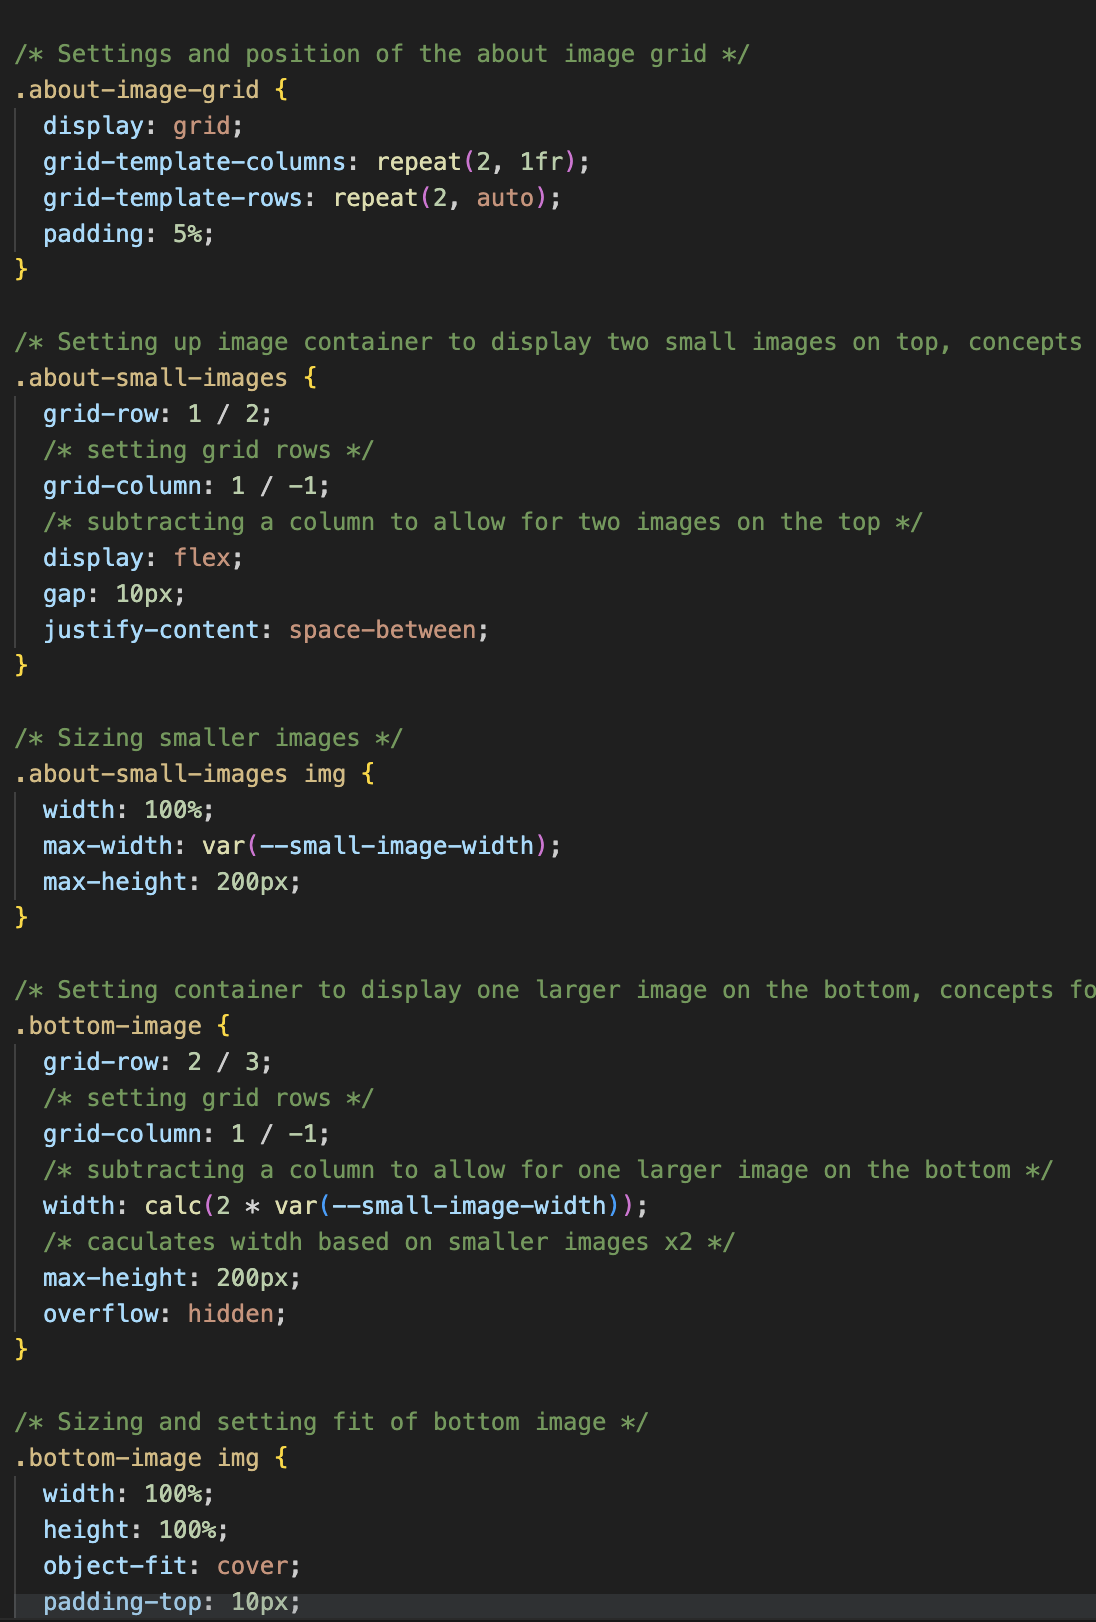 /* Settings and position of the about image grid */
.about-image-grid {
display: grid;
grid-template-columns: repeat(2, 1fr);
grid-template-rows: repeat(2, auto);
padding: 5%;
}
/* Setting up image container to display two small images on top, concepts
.about-small-images {
grid-row: 1 / 2;
/* setting grid rows */
grid-column: 1 / -1;
/* subtracting a column to allow for two images on the top */
display: flex;
gap: 10px;
justify-content: space-between;
}
/* Sizing smaller images */
.about-small-images img {
width: 100%;
max-width: var(--small-image-width);
max-height: 200px;
}
/* Setting container to display one larger image on the bottom, concepts fo
.bottom-image {
grid-row: 2 / 3;
/* setting grid rows */
grid-column: 1 / -1;
/* subtracting a column to allow for one larger image on the bottom */
width: calc(2 * var(--small-image-width));
/* caculates witdh based on smaller images x2 */
max-height: 200px;
overflow: hidden;
}
/* Sizing and setting fit of bottom image */
.bottom-image img {
width: 100%;
height: 100%;
object-fit: cover;
padding-top: 10px;